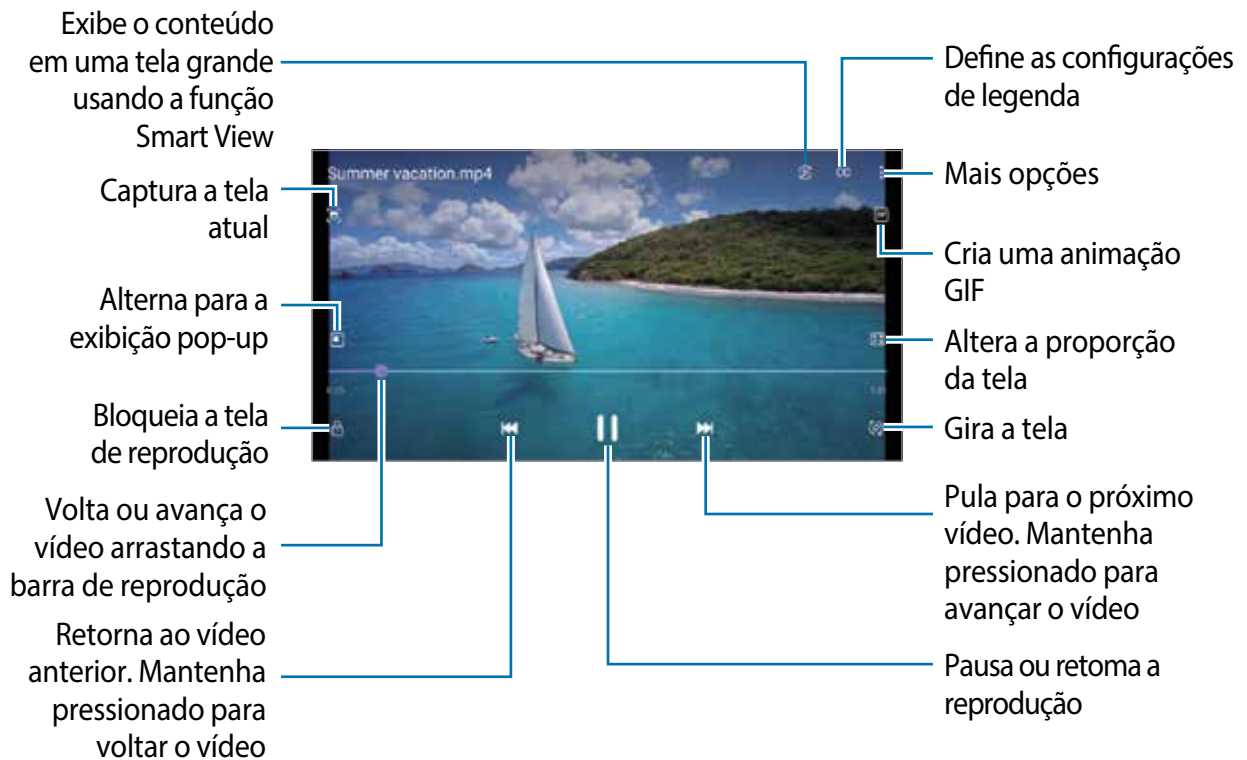 Exibe o conteúdo
em uma tela grande
usando a função
Smart View
Captura a tela
atual
Alterna para a
exibição pop-up
Bloqueia a tela
de reprodução
Volta ou avança o
vídeo arrastando a
barra de reprodução
Retorna ao vídeo
anterior. Mantenha
pressionado para
voltar o vídeo
Summer vacation.mp4
Define as configurações
de legenda
Mais opções
Cria uma animação
GIF
Altera a proporção
da tela
Gira a tela
Pula para o próximo
vídeo. Mantenha
pressionado para
avançar o vídeo
Pausa ou retoma a
reprodução